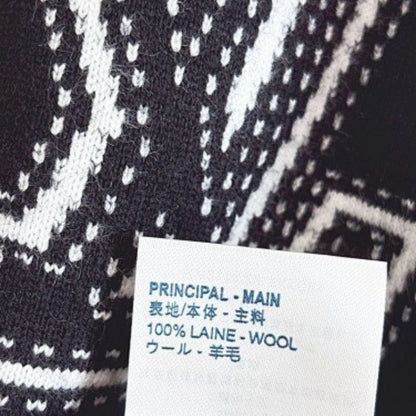 PRINCIPAL - MAIN
表地/本体 - 主料
100% LAINE - WOOL
ウール - 羊毛